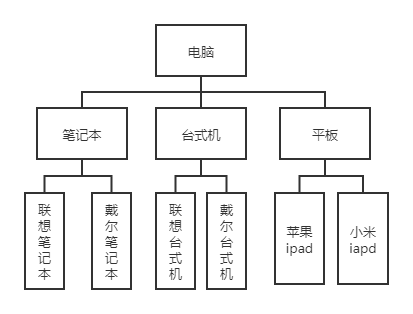 电脑
笔记本
台式机
平板
联想笔记本
戴尔笔记本
联想台式机
戴尔台式机
苹果
ipad
小米
iapd